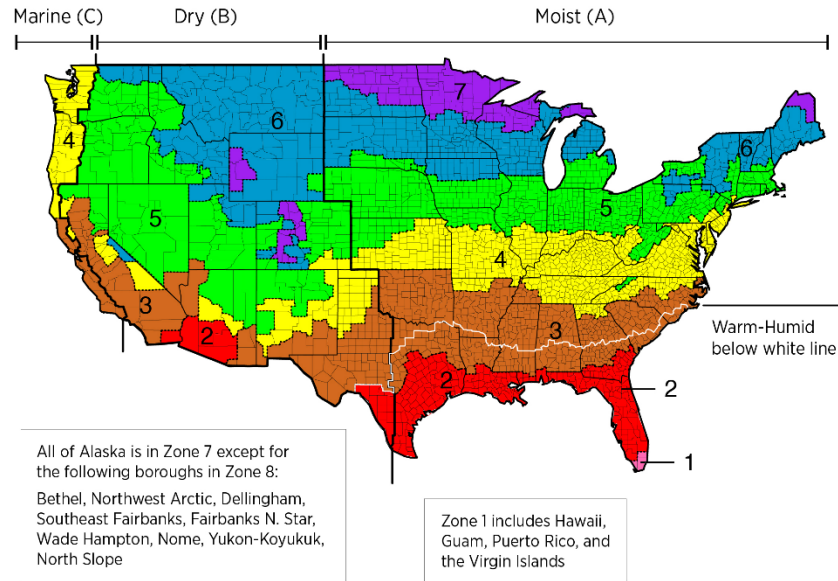 Marine (C) Dry (B) Moist (A)
7
6
4
6
5
5
4
3
3
Warm-Humid
below white line
2
2
2
1
All of Alaska is in Zone 7 except for
the following boroughs in Zone 8:
Bethel, Northwest Arctic, Dellingham,
Southeast Fairbanks, Fairbanks N. Star,
Wade Hampton, Nome, Yukon-Koyukuk,
North Slope
Zone 1 includes Hawaii,
Guam, Puerto Rico, and
the Virgin Islands